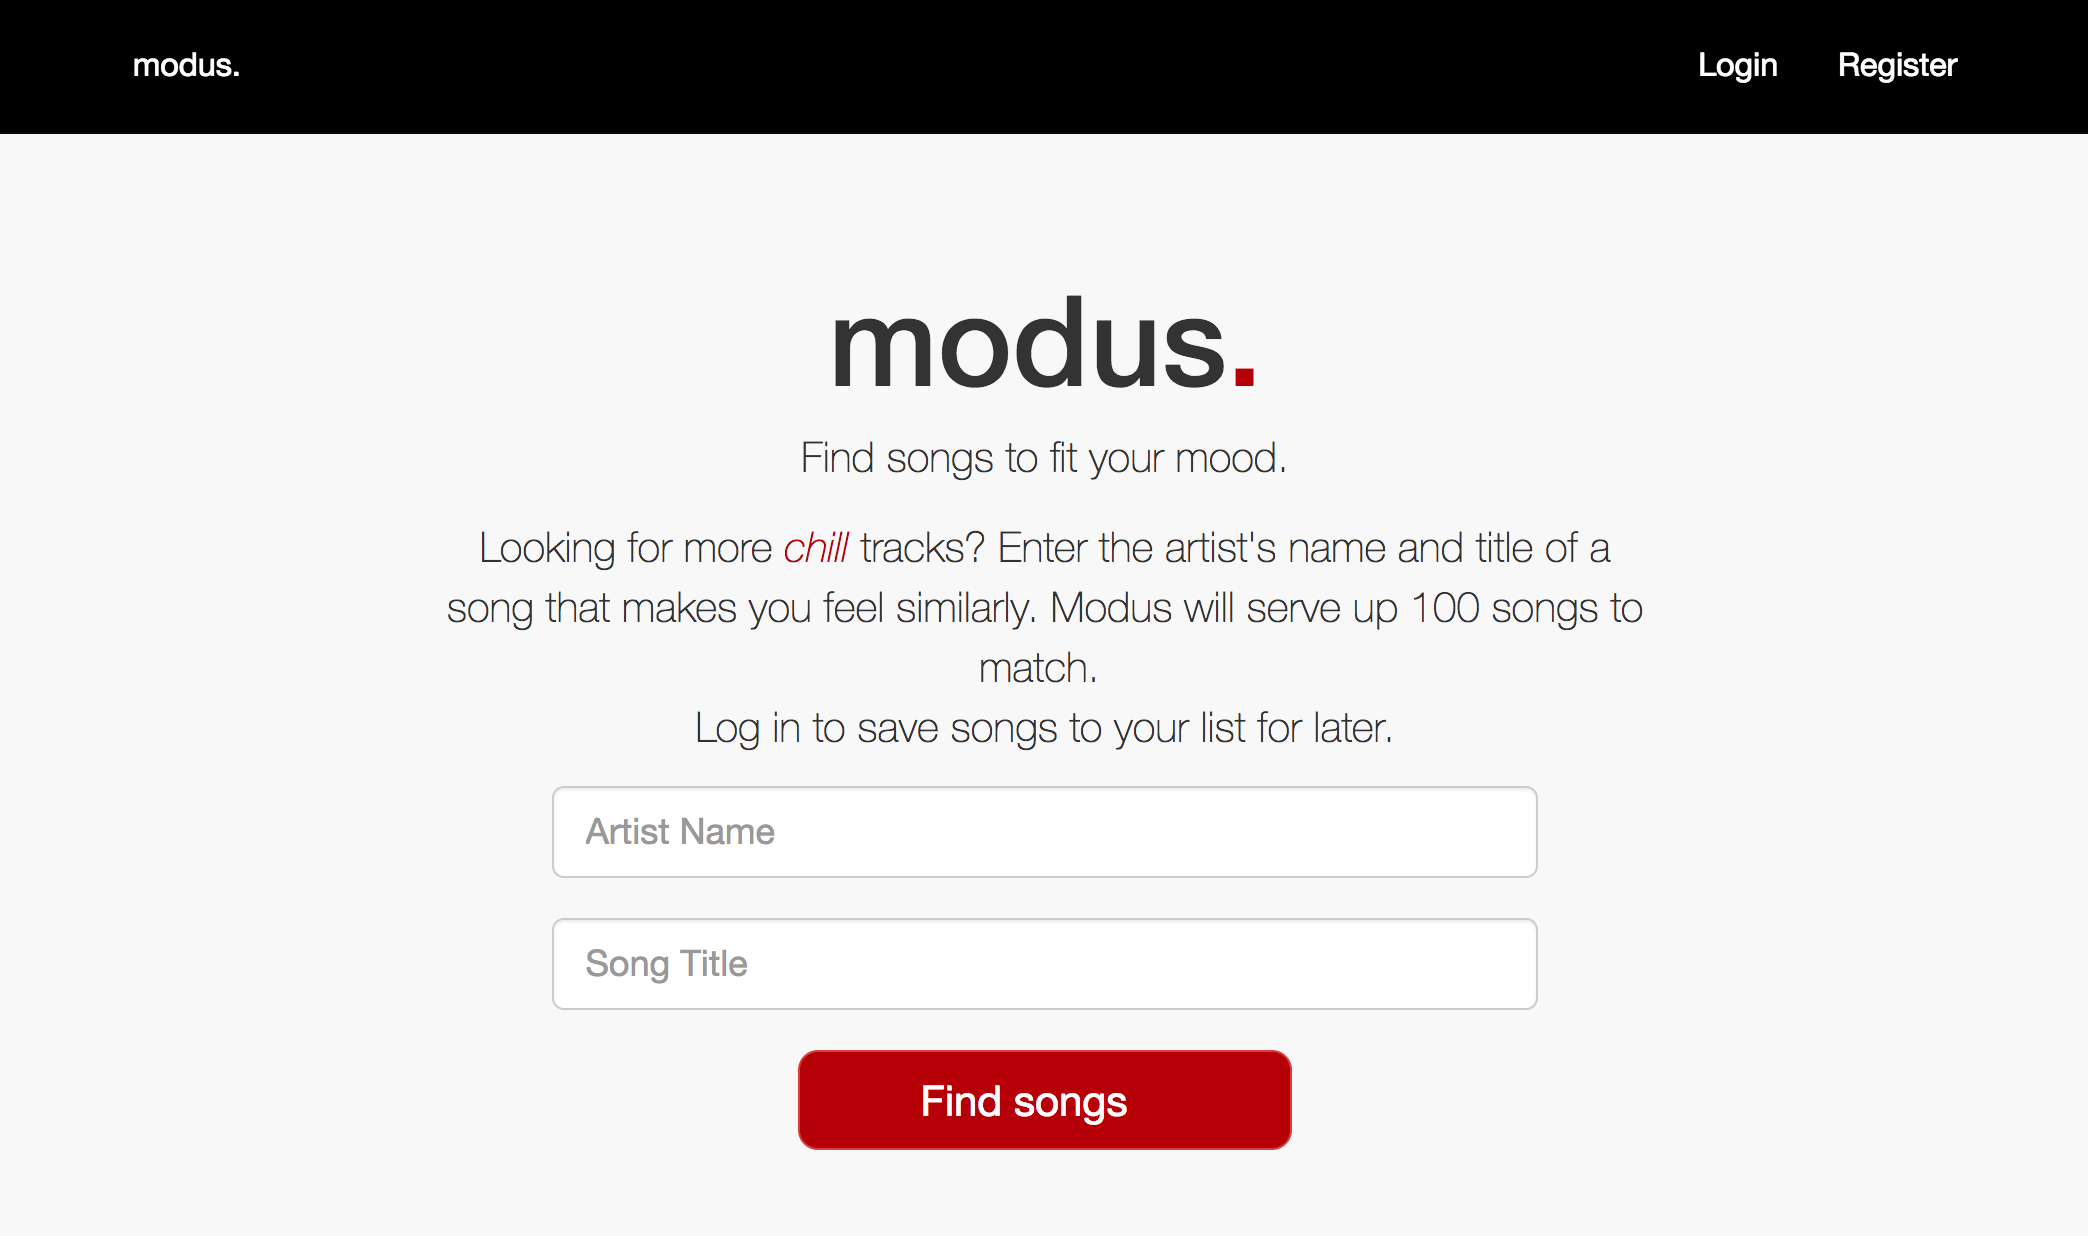 modus.
Login
Register
modus.
Find songs to fit your mood.
Looking for more chill tracks? Enter the artist's name and title of a
song that makes you feel similarly. Modus will serve up 100 songs to
match.
Log in to save songs to your list for later.
Artist Name
Song Title
Find songs